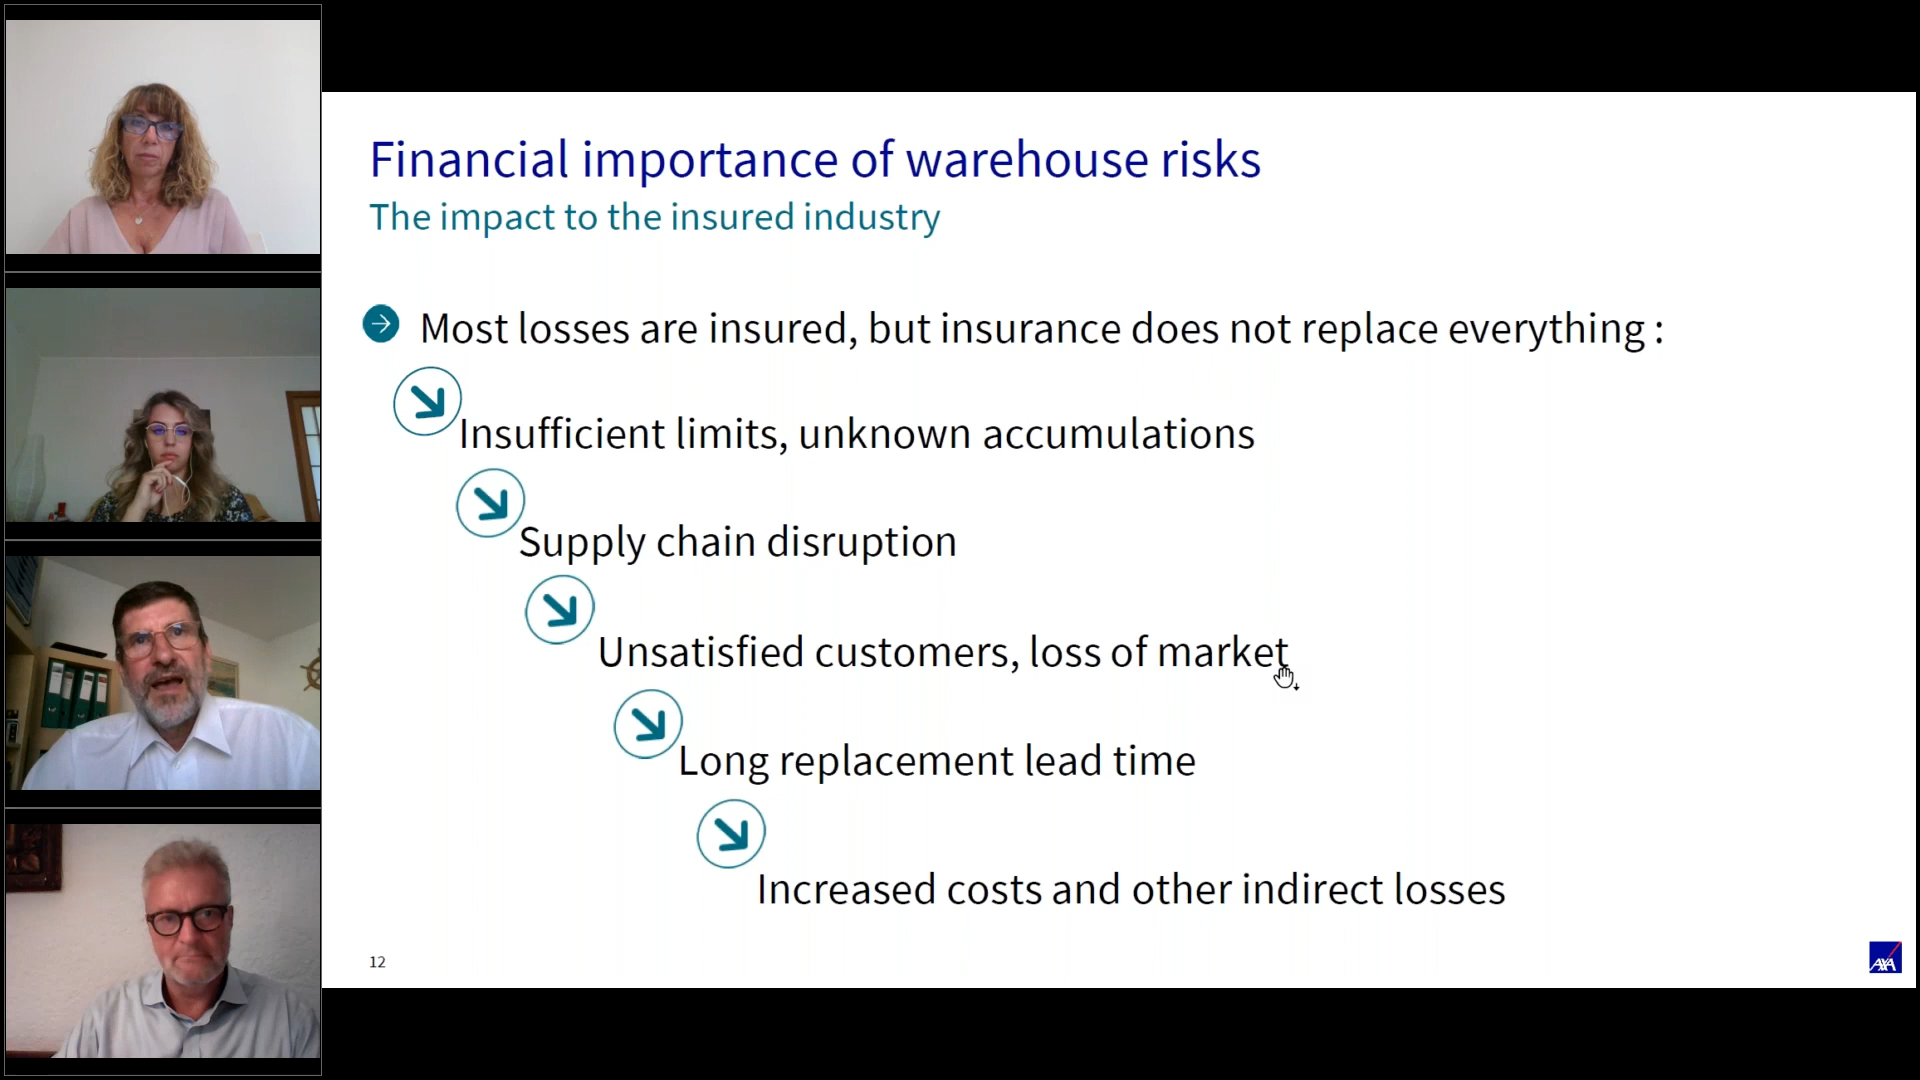 Financial importance of warehouse risks
The impact to the insured industry
Most losses are insured, but insurance does not replace everything :
Insufficient limits, unknown accumulations
Supply chain disruption
Unsatisfied customers, loss of market
Long replacement lead time
Increased costs and other indirect losses
12
AXA